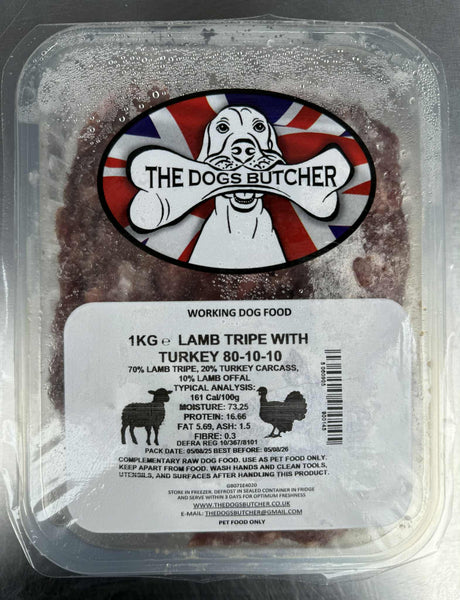 THE DOGS BUTCHER
WORKING DOG FOOD
1KG e LAMB TRIPE WITH
TURKEY 80-10-10
70% LAMB TRIPE, 20% TURKEY CARCASS,
10% LAMB OFFAL
TYPICAL ANALYSIS:
161 Cal/100g
MOISTURE: 73.25
PROTEIN: 16.66
FAT 5.69, ASH: 1.5
FIBRE: 0.3
DEFRA REG 10/367/8101
PACK DATE: 05/08/25 BEST BEFORE: 05/08/26
COMPLEMENTARY RAW DOG FOOD. USE AS PET FOOD ONLY.
KEEP APART FROM FOOD. WASH HANDS AND CLEAN TOOLS,
UTENSILS, AND SURFACES AFTER HANDLING THIS PRODUCT.
GB071E4020
STORE IN FREEZER. DEFROST IN SEALED CONTAINER IN FRIDGE
AND SERVE WITHIN 3 DAYS FOR OPTIMUM FRESHNESS
WWW.THEDOGSBUTCHER.CO.UK
E-MAIL: THEDOGSBUTCHER@GMAIL.COM
PET FOOD ONLY